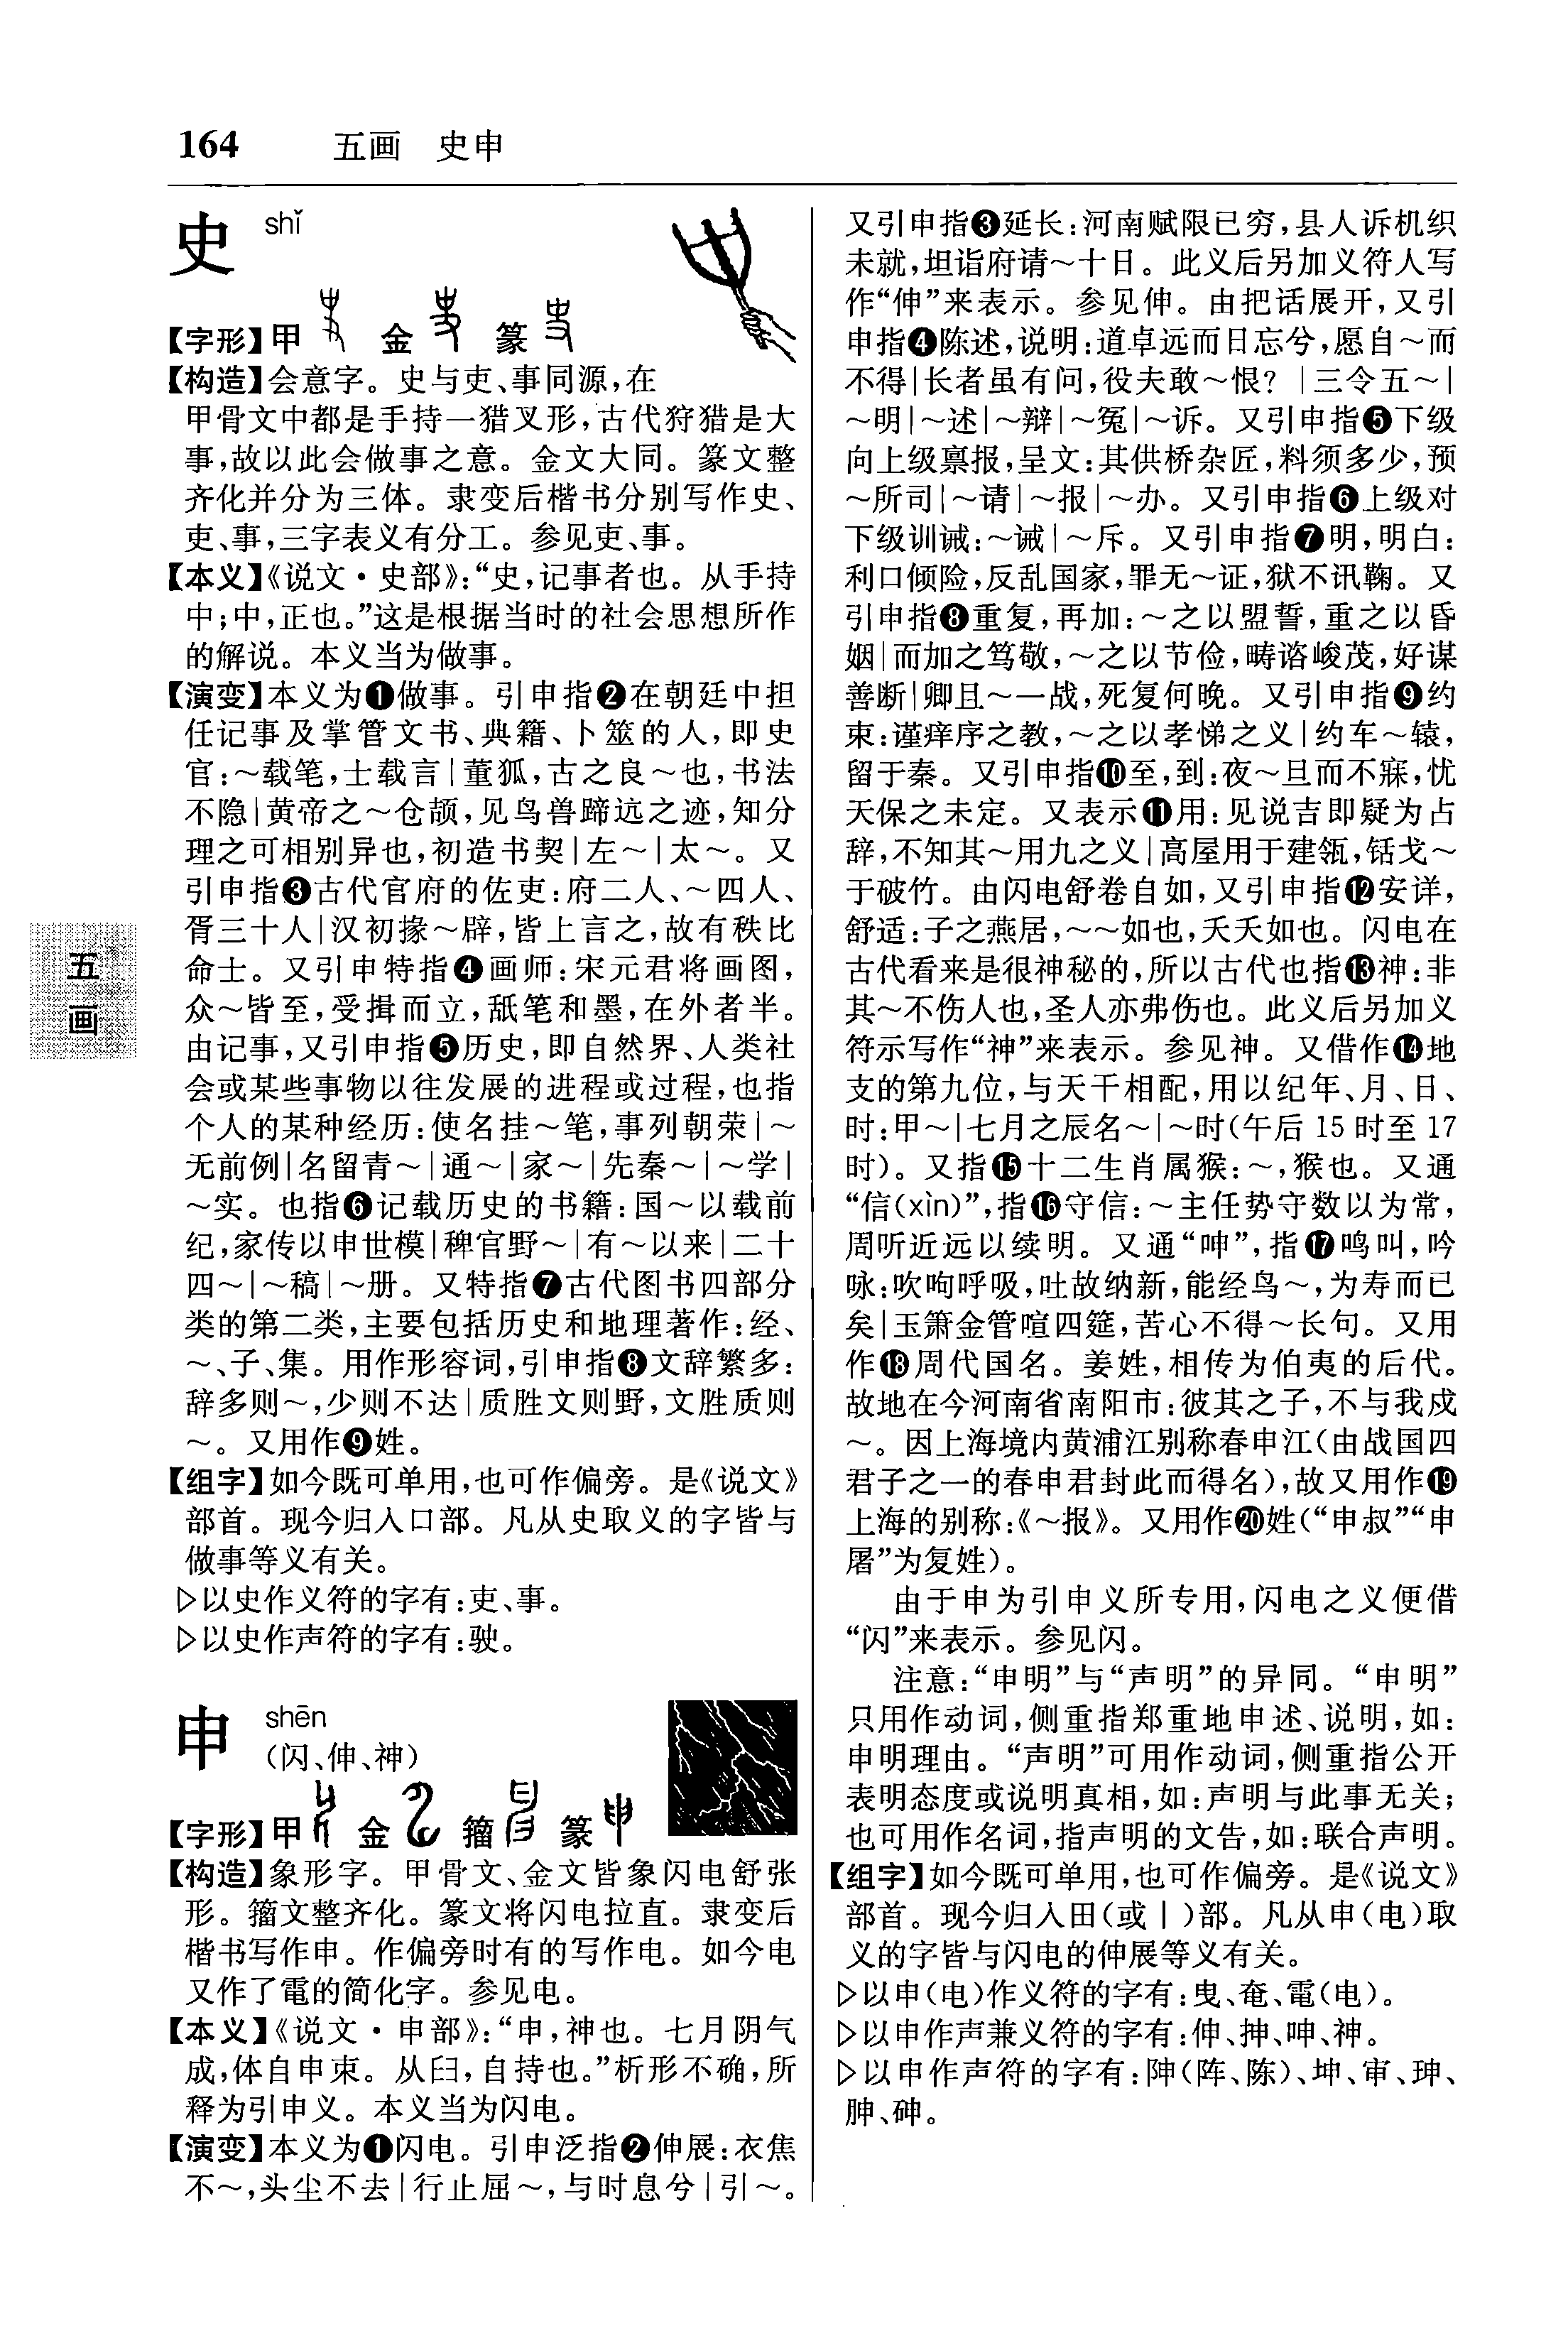 164 五画 史申
史 shǐ
【字形】甲 金 篆
【构造】会意字。史与吏、事同源,在
甲骨文中都是手持一猎叉形,古代狩猎是大
事,故以此会做事之意。金文大同。篆文整
齐化并分为三体。隶变后楷书分别写作史、
吏、事,三字表义有分工。参见吏、事。
【本义】《说文·史部》:“史,记事者也。从手持
中;中,正也。”这是根据当时的社会思想所作
的解说。本义当为做事。
【演变】本义为❶做事。引申指❷在朝廷中担
任记事及掌管文书、典籍、卜筮的人,即史
官:～载笔,士载言|董狐,古之良～也,书法
不隐|黄帝之～仓颉,见鸟兽蹄迒之迹,知分
理之可相别异也,初造书契|左～|太～。又
引申指❸古代官府的佐吏:府二人、～四人、
胥三十人|汉初掾～辟,皆上言之,故有秩比
命士。又引申特指❹画师:宋元君将画图,
众～皆至,受揖而立,舐笔和墨,在外者半。
由记事,又引申指❺历史,即自然界、人类社
会或某些事物以往发展的进程或过程,也指
个人的某种经历:使名挂～笔,事列朝荣|～
无前例|名留青～|通～|家～|先秦～|～学|
～实。也指❻记载历史的书籍:国～以载前
纪,家传以申世模|稗官野～|有～以来|二十
四～|～稿|～册。又特指❼古代图书四部分
类的第二类,主要包括历史和地理著作:经、
～、子、集。用作形容词,引申指❽文辞繁多:
辞多则～,少则不达|质胜文则野,文胜质则
～。又用作❾姓。
【组字】如今既可单用,也可作偏旁。是《说文》
部首。现今归入口部。凡从史取义的字皆与
做事等义有关。
▷以史作义符的字有:吏、事。
▷以史作声符的字有:驶。
申 shēn
(闪、伸、神)
【字形】甲 金 籀 篆
【构造】象形字。甲骨文、金文皆象闪电舒张
形。籀文整齐化。篆文将闪电拉直。隶变后
楷书写作申。作偏旁时有的写作电。如今电
又作了電的简化字。参见电。
【本义】《说文·申部》:“申,神也。七月阴气
成,体自申束。从臼,自持也。”析形不确,所
释为引申义。本义当为闪电。
【演变】本义为❶闪电。引申泛指❷伸展:衣焦
不～,头尘不去|行止屈～,与时息兮|引～。
又引申指❸延长:河南赋限已穷,县人诉机织
未就,坦诣府请～十日。此义后另加义符人写
作“伸”来表示。参见伸。由把话展开,又引
申指❹陈述,说明:道卓远而日忘兮,愿自～而
不得|长者虽有问,役夫敢～恨?|三令五～|
～明|～述|～辩|～冤|～诉。又引申指❺下级
向上级禀报,呈文:其供桥杂匠,料须多少,预
～所司|～请|～报|～办。又引申指❻上级对
下级训诫:～诫|～斥。又引申指❼明,明白:
利口倾险,反乱国家,罪无～证,狱不讯鞠。又
引申指❽重复,再加:～之以盟誓,重之以昏
姻|而加之笃敬,～之以节俭,畴谘峻茂,好谋
善断|卿且～一战,死复何晚。又引申指❾约
束:谨庠序之教,～之以孝悌之义|约车～辕,
留于秦。又引申指❿至,到:夜～旦而不寐,忧
天保之未定。又表示⓫用:见说吉即疑为占
辞,不知其～用九之义|高屋用于建瓴,铦戈～
于破竹。由闪电舒卷自如,又引申指⓬安详,
舒适:子之燕居,～～如也,夭夭如也。闪电在
古代看来是很神秘的,所以古代也指⓭神:非
其～不伤人也,圣人亦弗伤也。此义后另加义
符示写作“神”来表示。参见神。又借作⓮地
支的第九位,与天干相配,用以纪年、月、日、
时:甲～|七月之辰名～|～时(午后15时至17
时)。又指⓯十二生肖属猴:～,猴也。又通
“信(xìn)”,指⓰守信:～主任势守数以为常,
周听近远以续明。又通“呻”,指⓱鸣叫,吟
咏:吹呴呼吸,吐故纳新,能经鸟～,为寿而已
矣|玉箫金管喧四筵,苦心不得～长句。又用
作⓲周代国名。姜姓,相传为伯夷的后代。
故地在今河南省南阳市:彼其之子,不与我戍
～。因上海境内黄浦江别称春申江(由战国四
君子之一的春申君封此而得名),故又用作⓳
上海的别称:《～报》。又用作⓴姓(“申叔”“申
屠”为复姓)。
由于申为引申义所专用,闪电之义便借
“闪”来表示。参见闪。
注意:“申明”与“声明”的异同。“申明”
只用作动词,侧重指郑重地申述、说明,如:
申明理由。“声明”可用作动词,侧重指公开
表明态度或说明真相,如:声明与此事无关;
也可用作名词,指声明的文告,如:联合声明。
【组字】如今既可单用,也可作偏旁。是《说文》
部首。现今归入田(或丨)部。凡从申(电)取
义的字皆与闪电的伸展等义有关。
▷以申(电)作义符的字有:曳、奄、電(电)。
▷以申作声兼义符的字有:伸、抻、呻、神。
▷以申作声符的字有:陣(阵、陈)、坤、审、珅、
胂、砷。
五
画